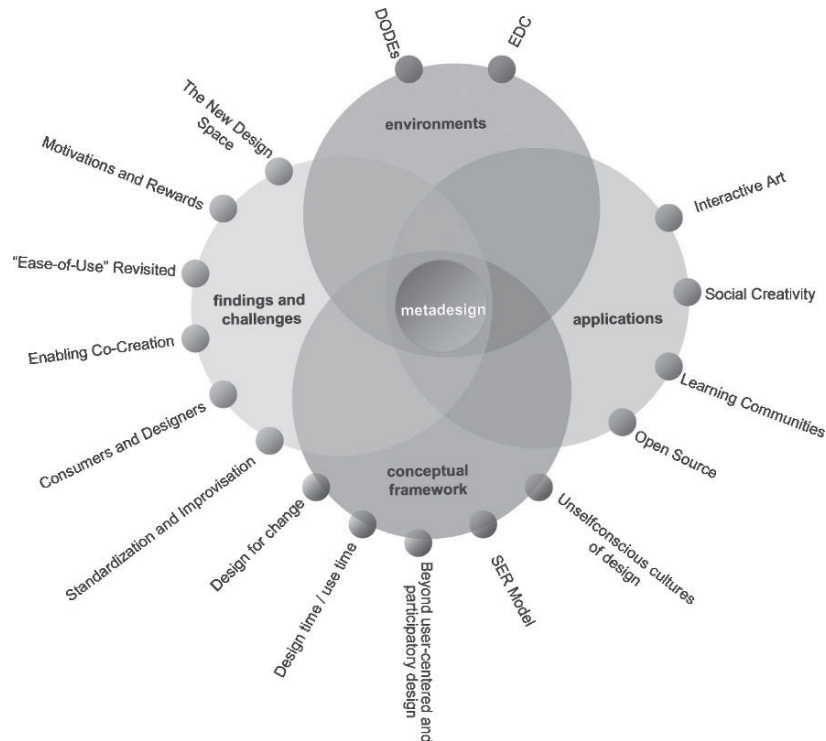 DODEs
EDC
The New Design
Space
Motivations and Rewards
"Ease-of-Use" Revisited
Enabling Co-Creation
Consumers and Designers
Standardization and Improvisation
environments
findings and
challenges
metadesign
applications
conceptual
framework
Interactive Art
Social Creativity
Learning Communities
Open Source
Unselfconscious cultures
of design
SER Model
Beyond user-centered and
participatory design
Design time / use time
Design for change